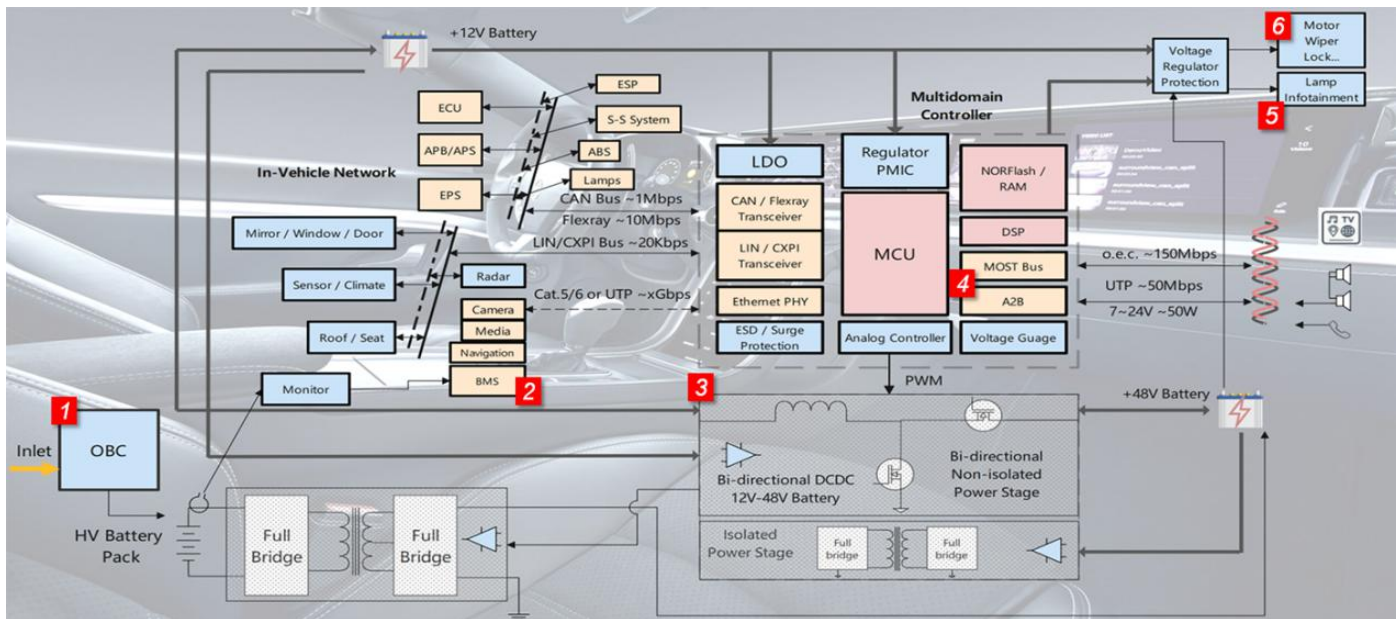 +12V Battery
6
Motor
Wiper
Lock...
Voltage
Regulator
Protection
Lamp
Infotainment
5
ESP
ECU
S-S System
APB/APS
ABS
In-Vehicle Network
EPS
Lamps
CAN Bus ~1Mbps
Flexray ~10Mbps
Mirror / Window / Door
LIN/CXPI Bus ~20Kbps
Sensor / Climate
Radar
Camera
Cat.5/6 or UTP ~xGbps
Media
Roof / Seat
Navigation
Monitor
BMS
2
Multidomain
Controller
LDO
Regulator
PMIC
NORFlash /
RAM
CAN / Flexray
Transceiver
MCU
DSP
LIN / CXPI
Transceiver
MOST Bus
4
Ethernet PHY
A2B
ESD / Surge
Protection
Analog Controller
Voltage Guage
o.e.c. ~150Mbps
UTP ~50Mbps
7~24V ~50W
TV
PWM
3
+48V Battery
Bi-directional DCDC
12V-48V Battery
Bi-directional
Non-isolated
Power Stage
Isolated
Power Stage
Full
bridge
Full
bridge
1
Inlet
OBC
HV Battery
Pack
Full
Bridge
Full
Bridge